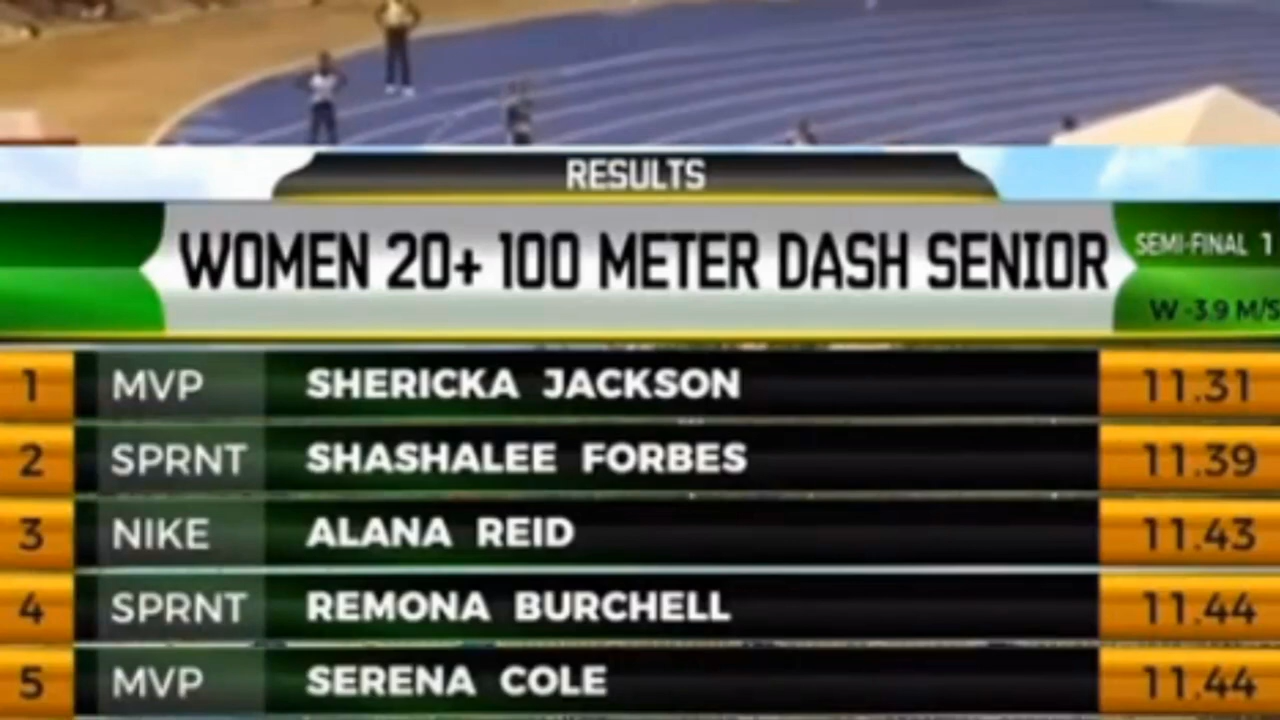 RESULTS
WOMEN 20+ 100 METER DASH SENIOR
SEMI-FINAL 1
W -3.9 M/S
1 MVP SHERICKA JACKSON 11.31
2 SPRNT SHASHALEE FORBES 11.39
3 NIKE ALANA REID 11.43
4 SPRNT REMONA BURCHELL 11.44
5 MVP SERENA COLE 11.44